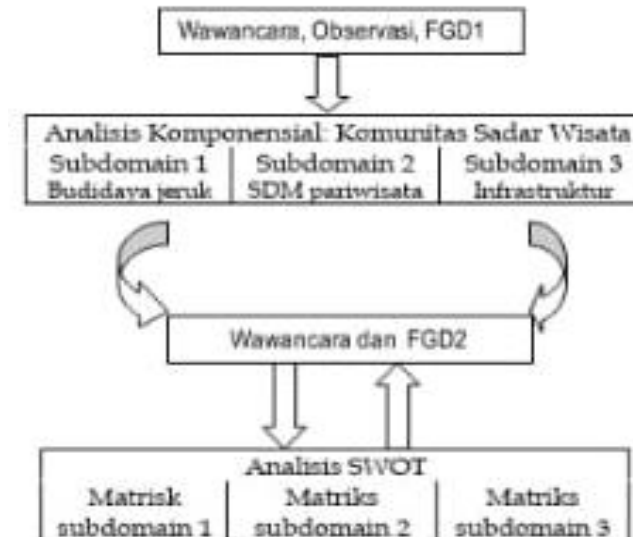 Wawancara, Observasi, FGD1
Analisis Komponensial: Komunitas Sadar Wisata
Subdomain 1 Subdomain 2 Subdomain 3
Budidaya jeruk SDM pariwisata Infrastruktur
Wawancara dan FGD2
Analisis SWOT
Matrisk Matriks Matriks
subdomain 1 subdomain 2 subdomain 3